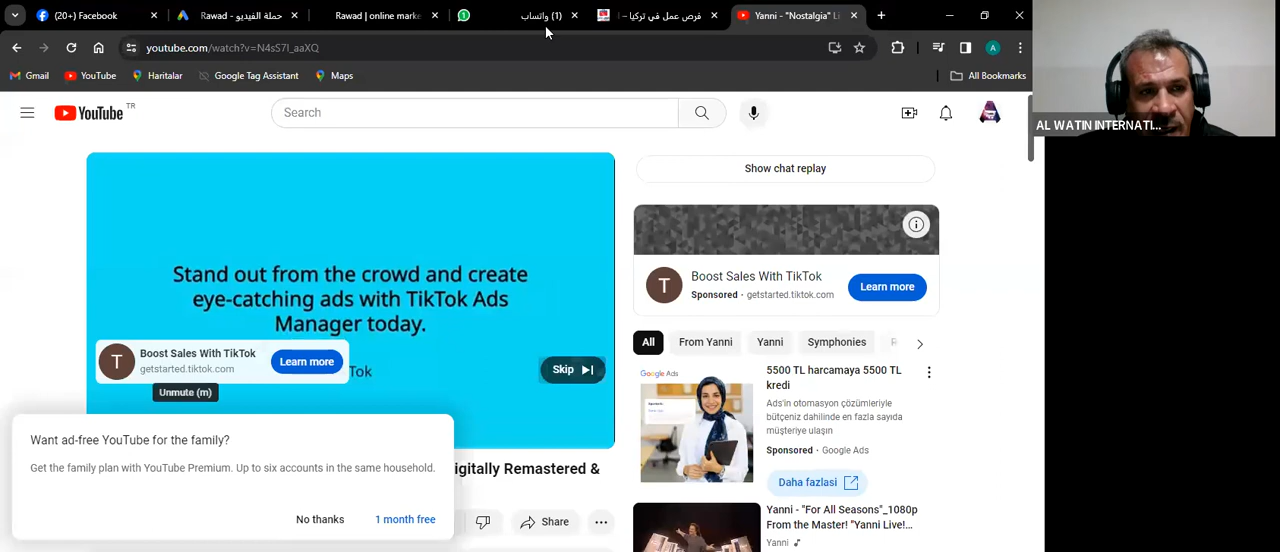 (20+) Facebook
حملة الفيديو - Rawad
Rawad | online marke
(1) واتساب
فرص عمل في تركيا – ا
Yanni - "Nostalgia" Li
youtube.com/watch?v=N4sS7l_aaXQ
A
Gmail
YouTube
Haritalar
Google Tag Assistant
Maps
All Bookmarks
AL WATIN INTERNATI...
YouTube TR
Search
Show chat replay
Stand out from the crowd and create
eye-catching ads with TikTok Ads
Manager today.
Tok
T
Boost Sales With TikTok
getstarted.tiktok.com
Learn more
Skip
Unmute (m)
T
Boost Sales With TikTok
Sponsored · getstarted.tiktok.com
Learn more
All
From Yanni
Yanni
Symphonies
Google Ads
5500 TL harcamaya 5500 TL
kredi
Ads'in otomasyon çözümleriyle
bütçeniz dahilinde en fazla sayıda
müşteriye ulaşın
Sponsored · Google Ads
Daha fazlasi
Want ad-free YouTube for the family?
Get the family plan with YouTube Premium. Up to six accounts in the same household.
No thanks
1 month free
igitally Remastered &
Share
Yanni - "For All Seasons"_1080p
From the Master! "Yanni Live!...
Yanni